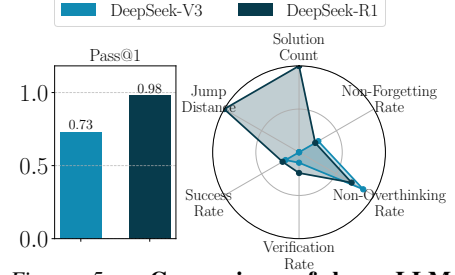 DeepSeek-V3 DeepSeek-R1
Pass@1
1.0
0.5
0.0
0.73
0.98
Solution
Count
Jump
Distance
Non-Forgetting
Rate
Success
Rate
Non-Overthinking
Rate
Verification
Rate